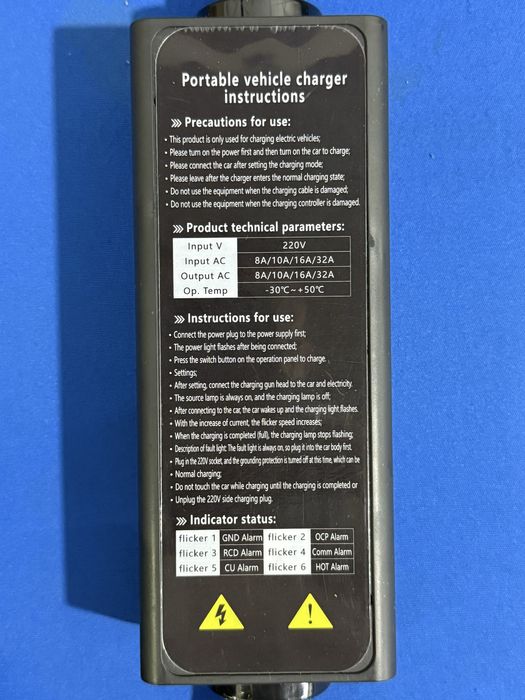 Portable vehicle charger
instructions
⋙ Precautions for use:
• This product is only used for charging electric vehicles;
• Please turn on the power first and then turn on the car to charge;
• Please connect the car after setting the charging mode;
• Please leave after the charger enters the normal charging state;
• Do not use the equipment when the charging cable is damaged;
• Do not use the equipment when the charging controller is damaged.
⋙ Product technical parameters:
Input V 220V
Input AC 8A/10A/16A/32A
Output AC 8A/10A/16A/32A
Op. Temp -30℃~+50℃
⋙ Instructions for use:
• Connect the power plug to the power supply first;
• The power light flashes after being connected;
• Press the switch button on the operation panel to charge.
• Settings;
• After setting, connect the charging gun head to the car and electricity.
• The source lamp is always on, and the charging lamp is off;
• After connecting to the car, the car wakes up and the charging light flashes.
• With the increase of current, the flicker speed increases;
• When the charging is completed (full), the charging lamp stops flashing;
• Description of fault light: The fault light is always on, so plug it into the car body first.
• Plug in the 220V socket, and the grounding protection is turned off at this time, which can be
• Normal charging;
• Do not touch the car while charging until the charging is completed or
• Unplug the 220V side charging plug.
⋙ Indicator status:
flicker 1 GND Alarm flicker 2 OCP Alarm
flicker 3 RCD Alarm flicker 4 Comm Alarm
flicker 5 CU Alarm flicker 6 HOT Alarm